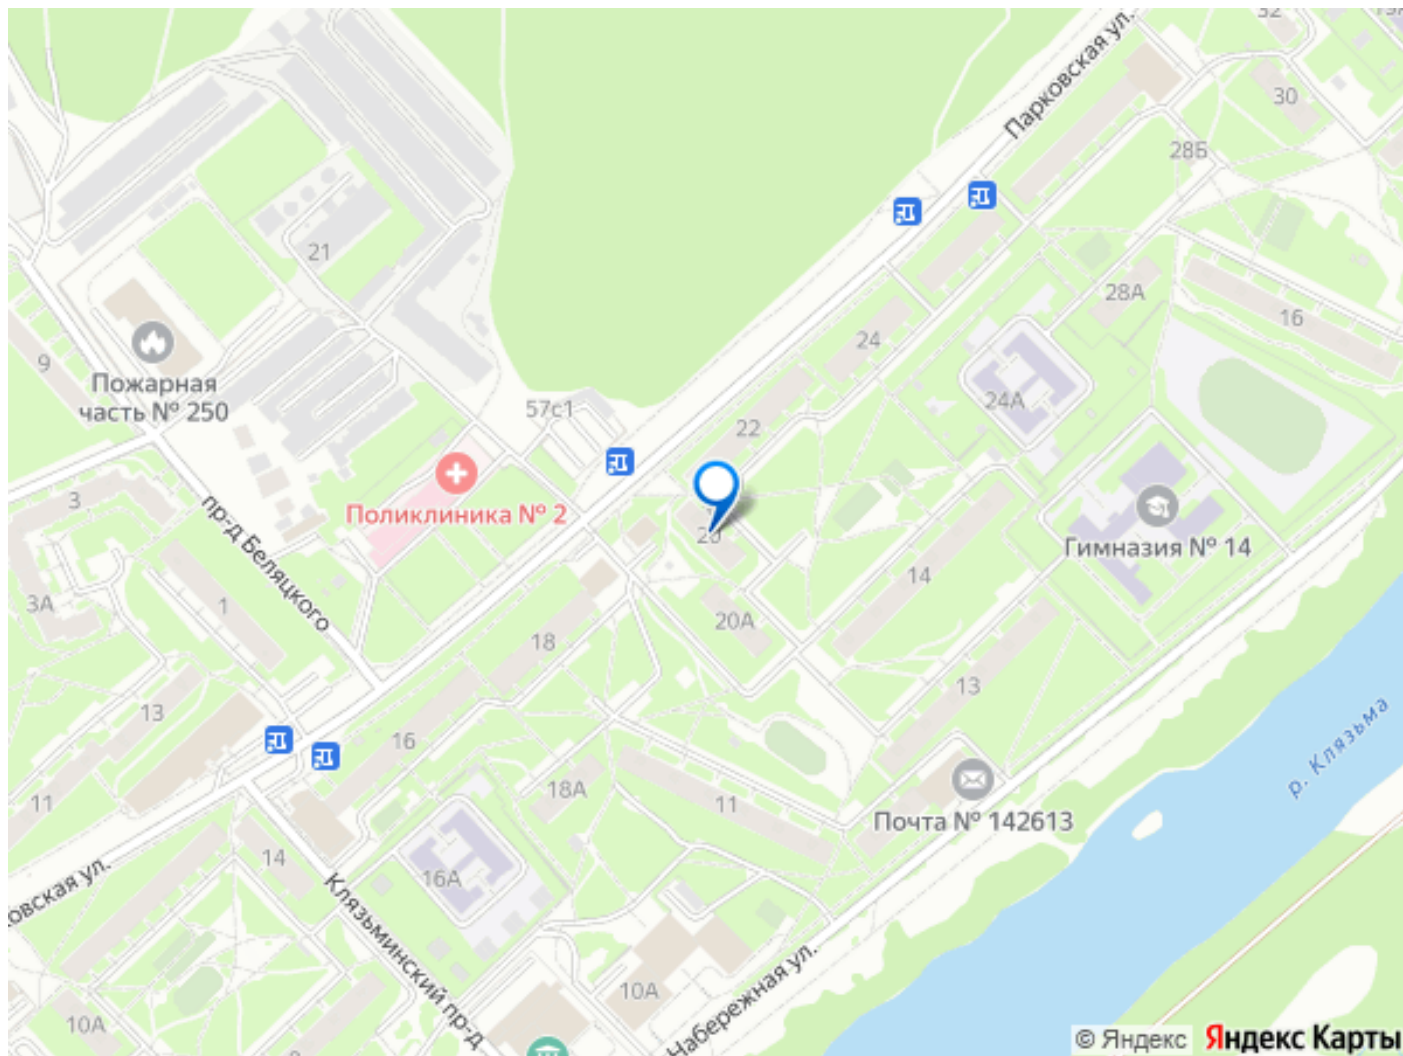 32
19А
Парковская ул.
30
28Б
21
28А
16
9
24
Пожарная
часть № 250
24А
57с1
22
3
Поликлиника № 2
пр-д Беляцкого
20
Гимназия № 14
14
3А
1
20А
18
13
13
р. Клязьма
16
18А
11
11
Почта № 142613
14
16А
овская ул.
Клязьминский пр-д
10А
Набережная ул.
10А
© Яндекс Яндекс Карты